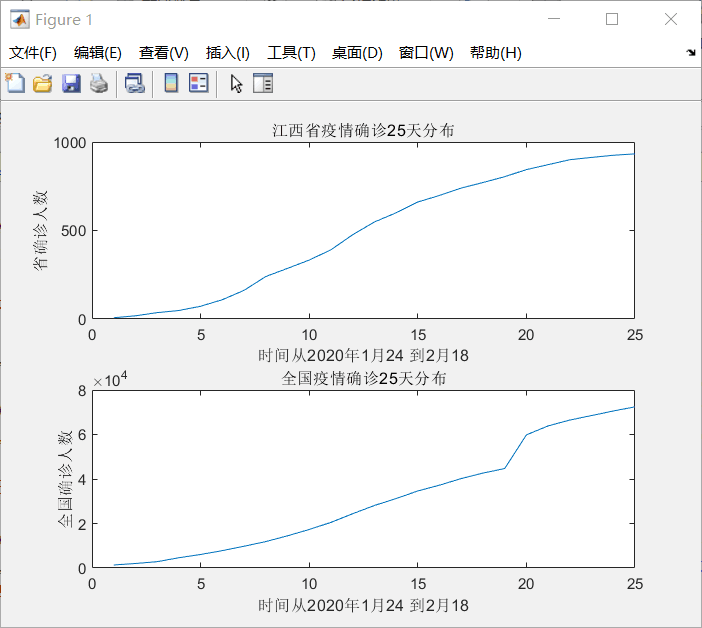 Figure 1
文件(F) 编辑(E) 查看(V) 插入(I) 工具(T) 桌面(D) 窗口(W) 帮助(H)
江西省疫情确诊25天分布
省确诊人数
1000
500
0
0 5 10 15 20 25
时间从2020年1月24 到2月18
×10⁴
全国疫情确诊25天分布
全国确诊人数
8
6
4
2
0
0 5 10 15 20 25
时间从2020年1月24 到2月18